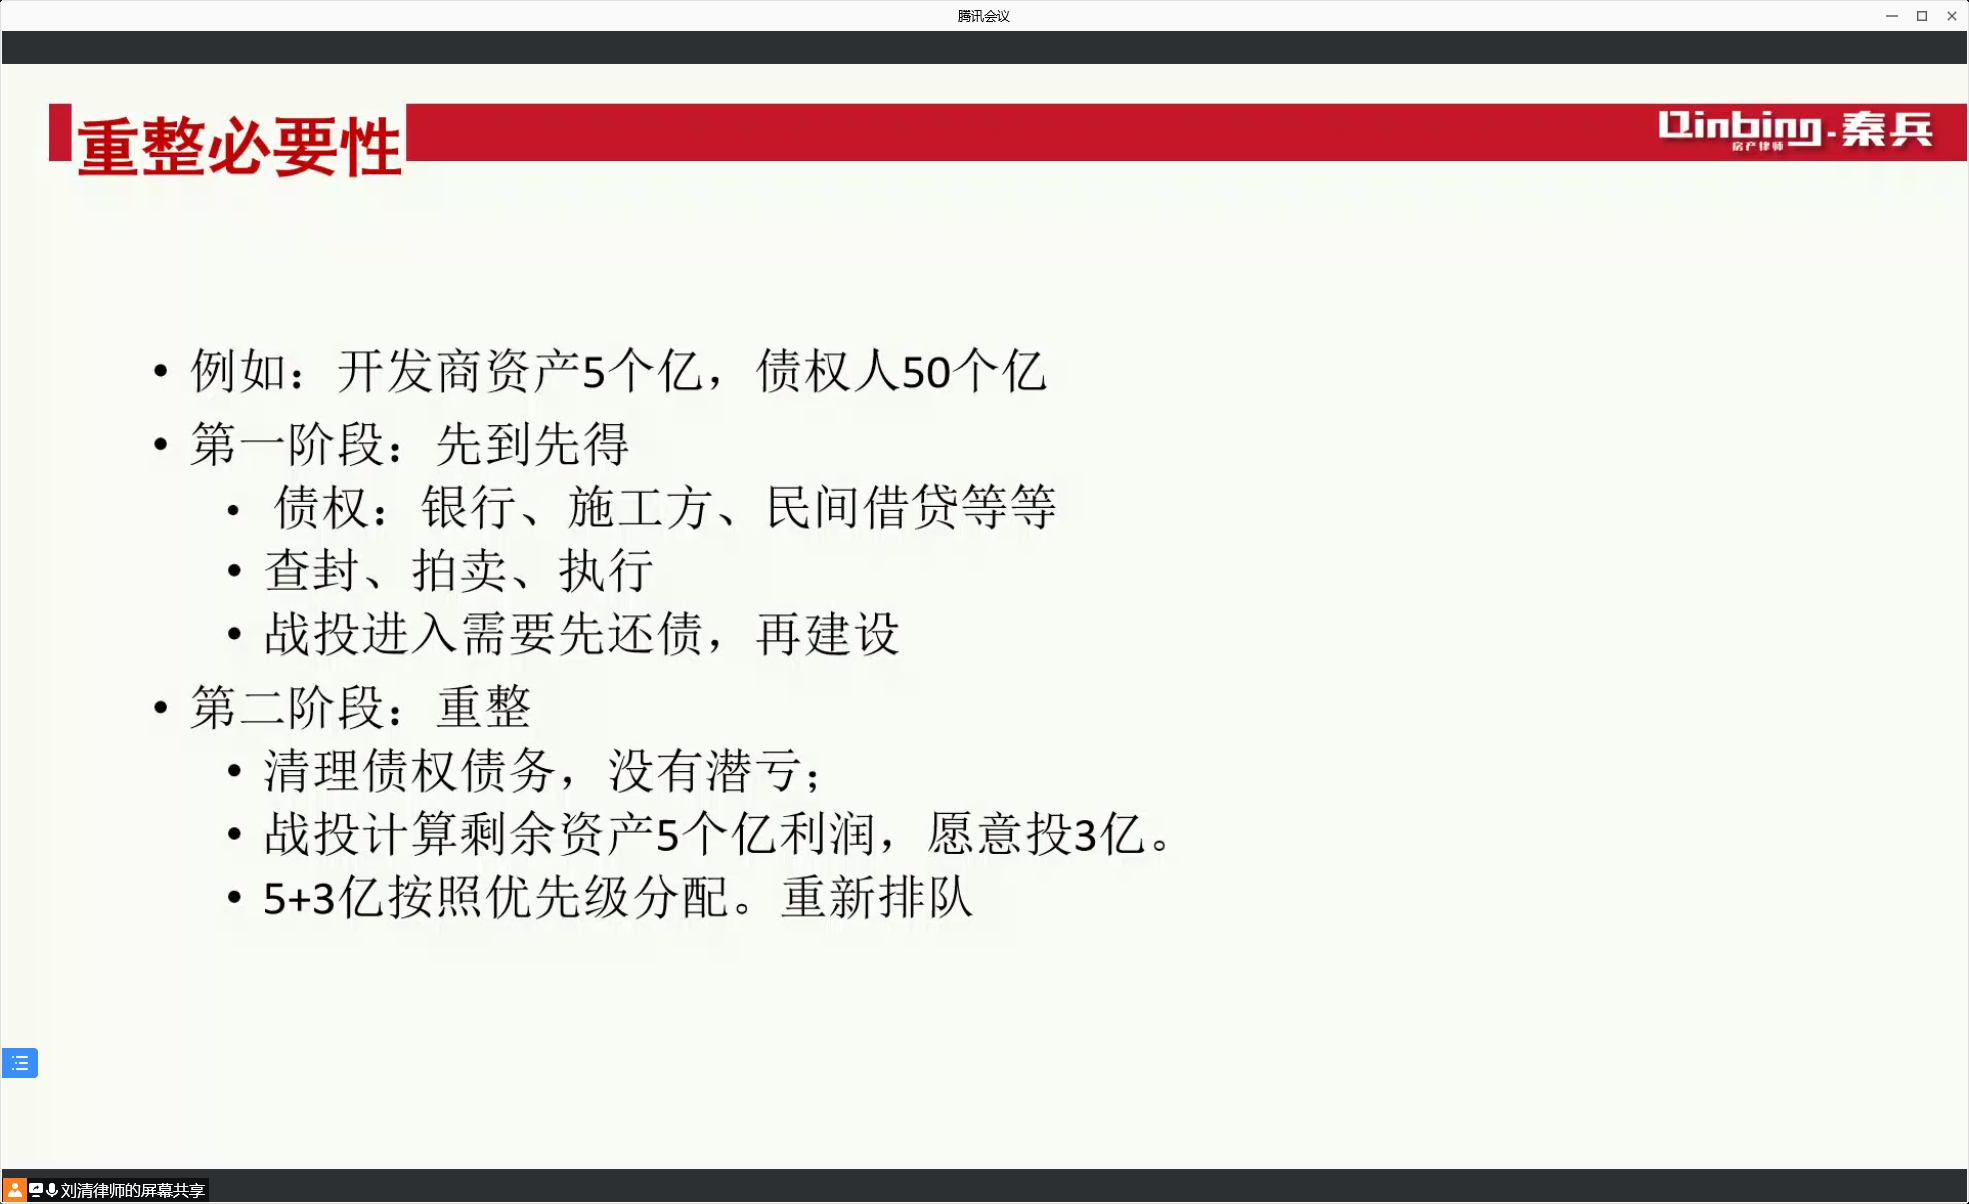 腾讯会议
重整必要性
Qinbing-秦兵
房产律师
• 例如：开发商资产5个亿，债权人50个亿
• 第一阶段：先到先得
• 债权：银行、施工方、民间借贷等等
• 查封、拍卖、执行
• 战投进入需要先还债，再建设
• 第二阶段：重整
• 清理债权债务，没有潜亏；
• 战投计算剩余资产5个亿利润，愿意投3亿。
• 5+3亿按照优先级分配。重新排队
刘清律师的屏幕共享